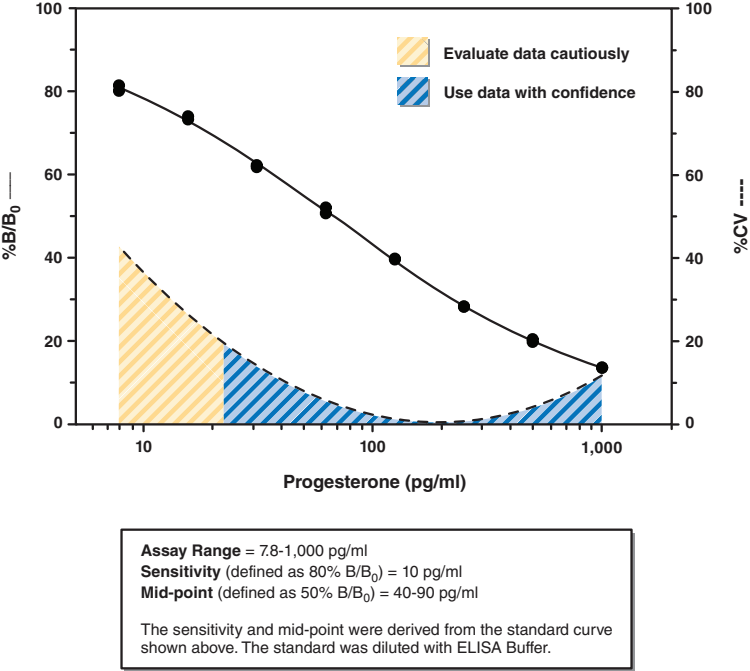 100
80
60
40
20
0
%B/B0 ___
100
80
60
40
20
0
%CV ----
Evaluate data cautiously
Use data with confidence
10
100
1,000
Progesterone (pg/ml)
Assay Range = 7.8-1,000 pg/ml
Sensitivity (defined as 80% B/B0) = 10 pg/ml
Mid-point (defined as 50% B/B0) = 40-90 pg/ml
The sensitivity and mid-point were derived from the standard curve
shown above. The standard was diluted with ELISA Buffer.